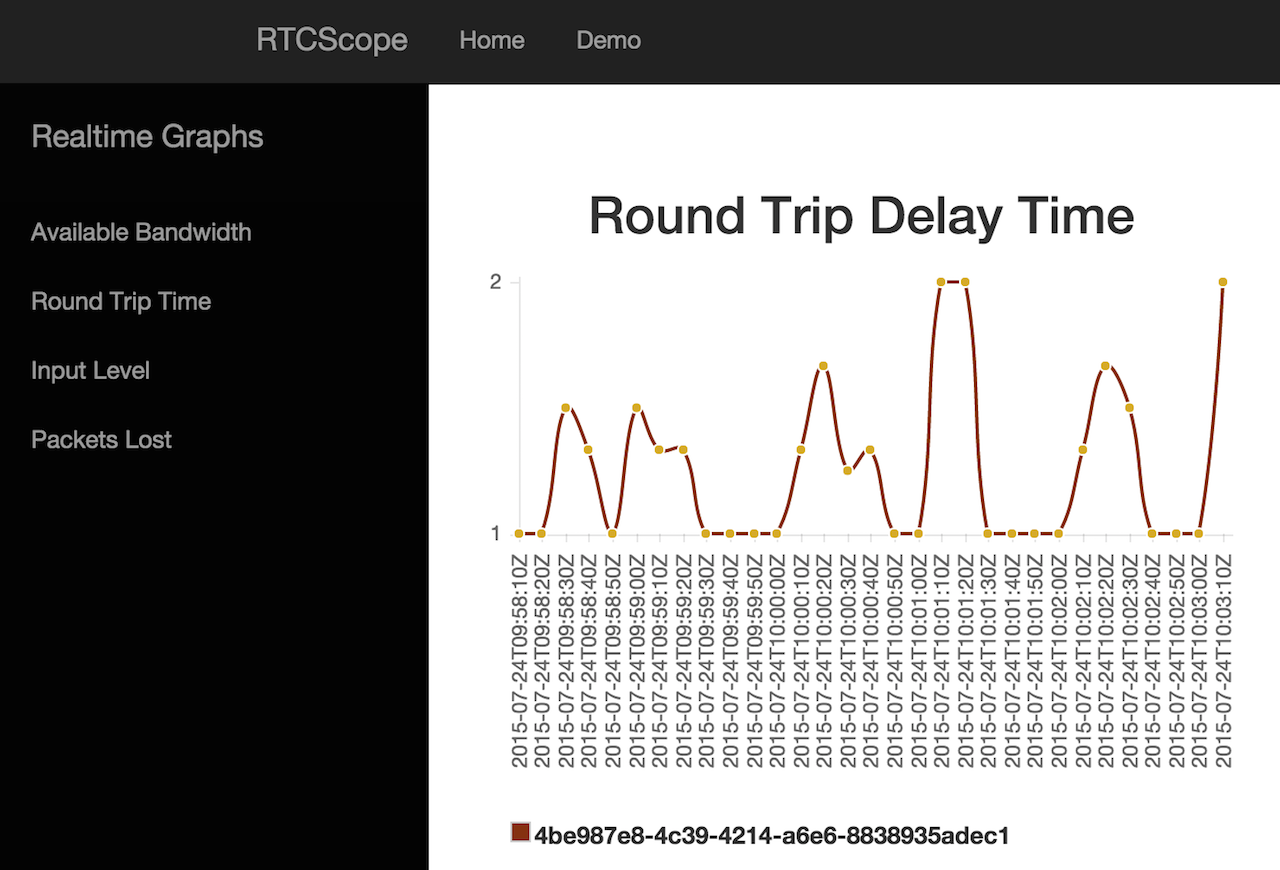 RTCScope Home Demo
Realtime Graphs
Available Bandwidth
Round Trip Time
Input Level
Packets Lost
Round Trip Delay Time
2
1
2015-07-24T09:58:10Z
2015-07-24T09:58:20Z
2015-07-24T09:58:30Z
2015-07-24T09:58:40Z
2015-07-24T09:58:50Z
2015-07-24T09:59:00Z
2015-07-24T09:59:10Z
2015-07-24T09:59:20Z
2015-07-24T09:59:30Z
2015-07-24T09:59:40Z
2015-07-24T09:59:50Z
2015-07-24T10:00:00Z
2015-07-24T10:00:10Z
2015-07-24T10:00:20Z
2015-07-24T10:00:30Z
2015-07-24T10:00:40Z
2015-07-24T10:00:50Z
2015-07-24T10:01:00Z
2015-07-24T10:01:10Z
2015-07-24T10:01:20Z
2015-07-24T10:01:30Z
2015-07-24T10:01:40Z
2015-07-24T10:01:50Z
2015-07-24T10:02:00Z
2015-07-24T10:02:10Z
2015-07-24T10:02:20Z
2015-07-24T10:02:30Z
2015-07-24T10:02:40Z
2015-07-24T10:02:50Z
2015-07-24T10:03:00Z
2015-07-24T10:03:10Z
4be987e8-4c39-4214-a6e6-8838935adec1